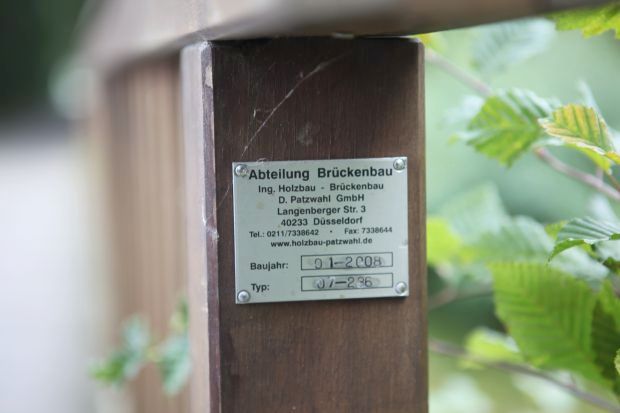 Abteilung Brückenbau
Ing. Holzbau - Brückenbau
D. Patzwahl GmbH
Langenberger Str. 3
40233 Düsseldorf
Tel.: 0211/7338642 • Fax: 7338644
www.holzbau-patzwahl.de
Baujahr: 01-2008
Typ: 07-286